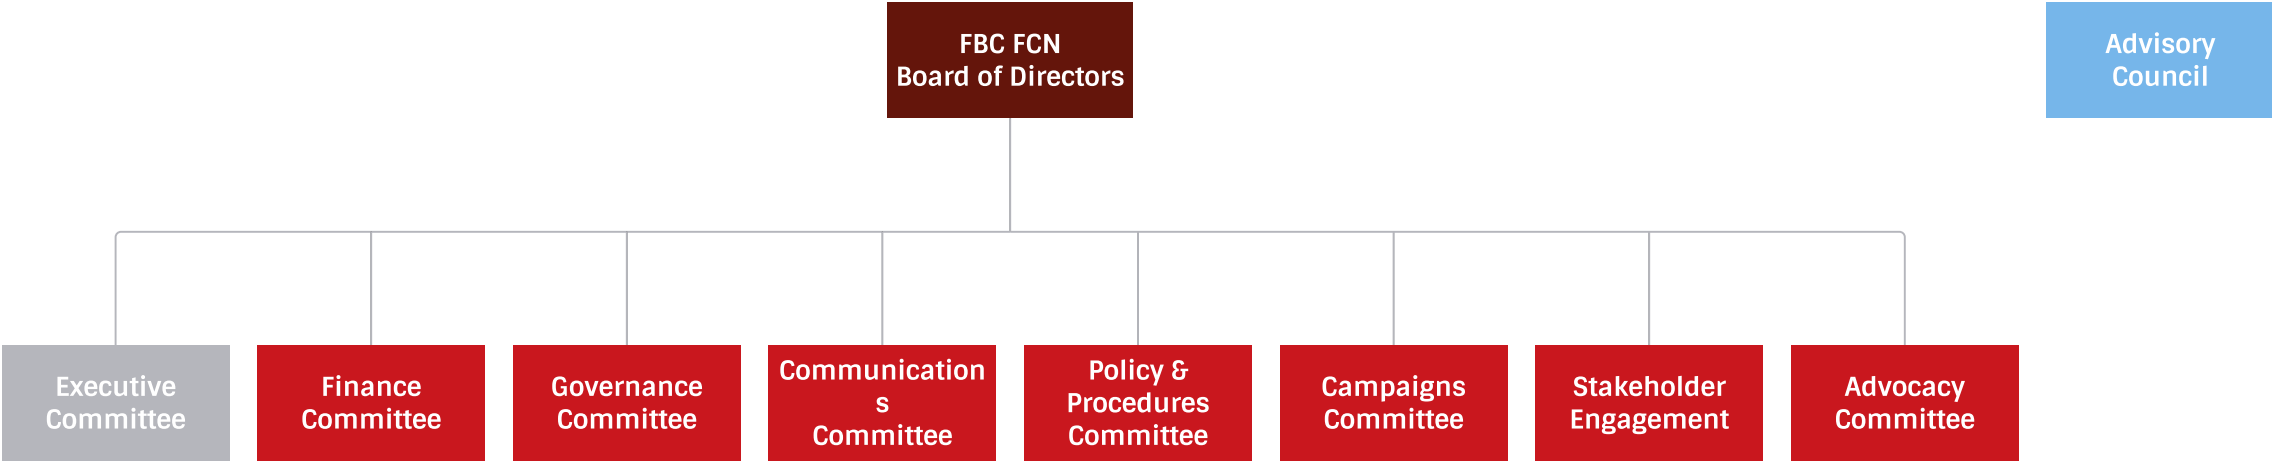 FBC FCN
Board of Directors
Advisory
Council
Executive
Committee
Finance
Committee
Governance
Committee
Communication
s
Committee
Policy &
Procedures
Committee
Campaigns
Committee
Stakeholder
Engagement
Advocacy
Committee